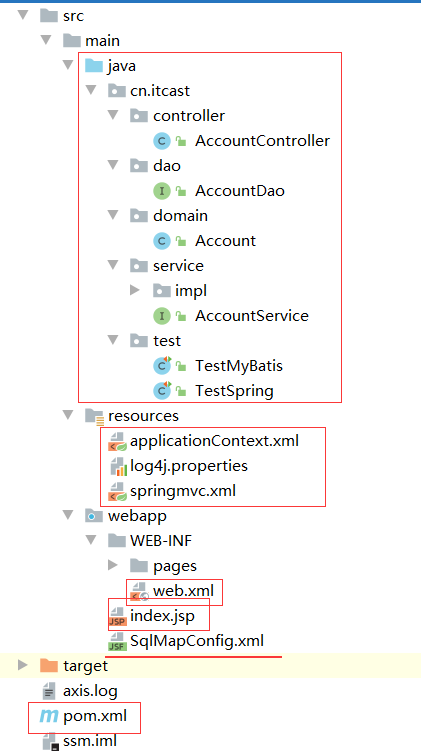 src
main
java
cn.itcast
controller
AccountController
dao
AccountDao
domain
Account
service
impl
AccountService
test
TestMyBatis
TestSpring
resources
applicationContext.xml
log4j.properties
springmvc.xml
webapp
WEB-INF
pages
web.xml
index.jsp
SqlMapConfig.xml
target
axis.log
pom.xml
ssm.iml